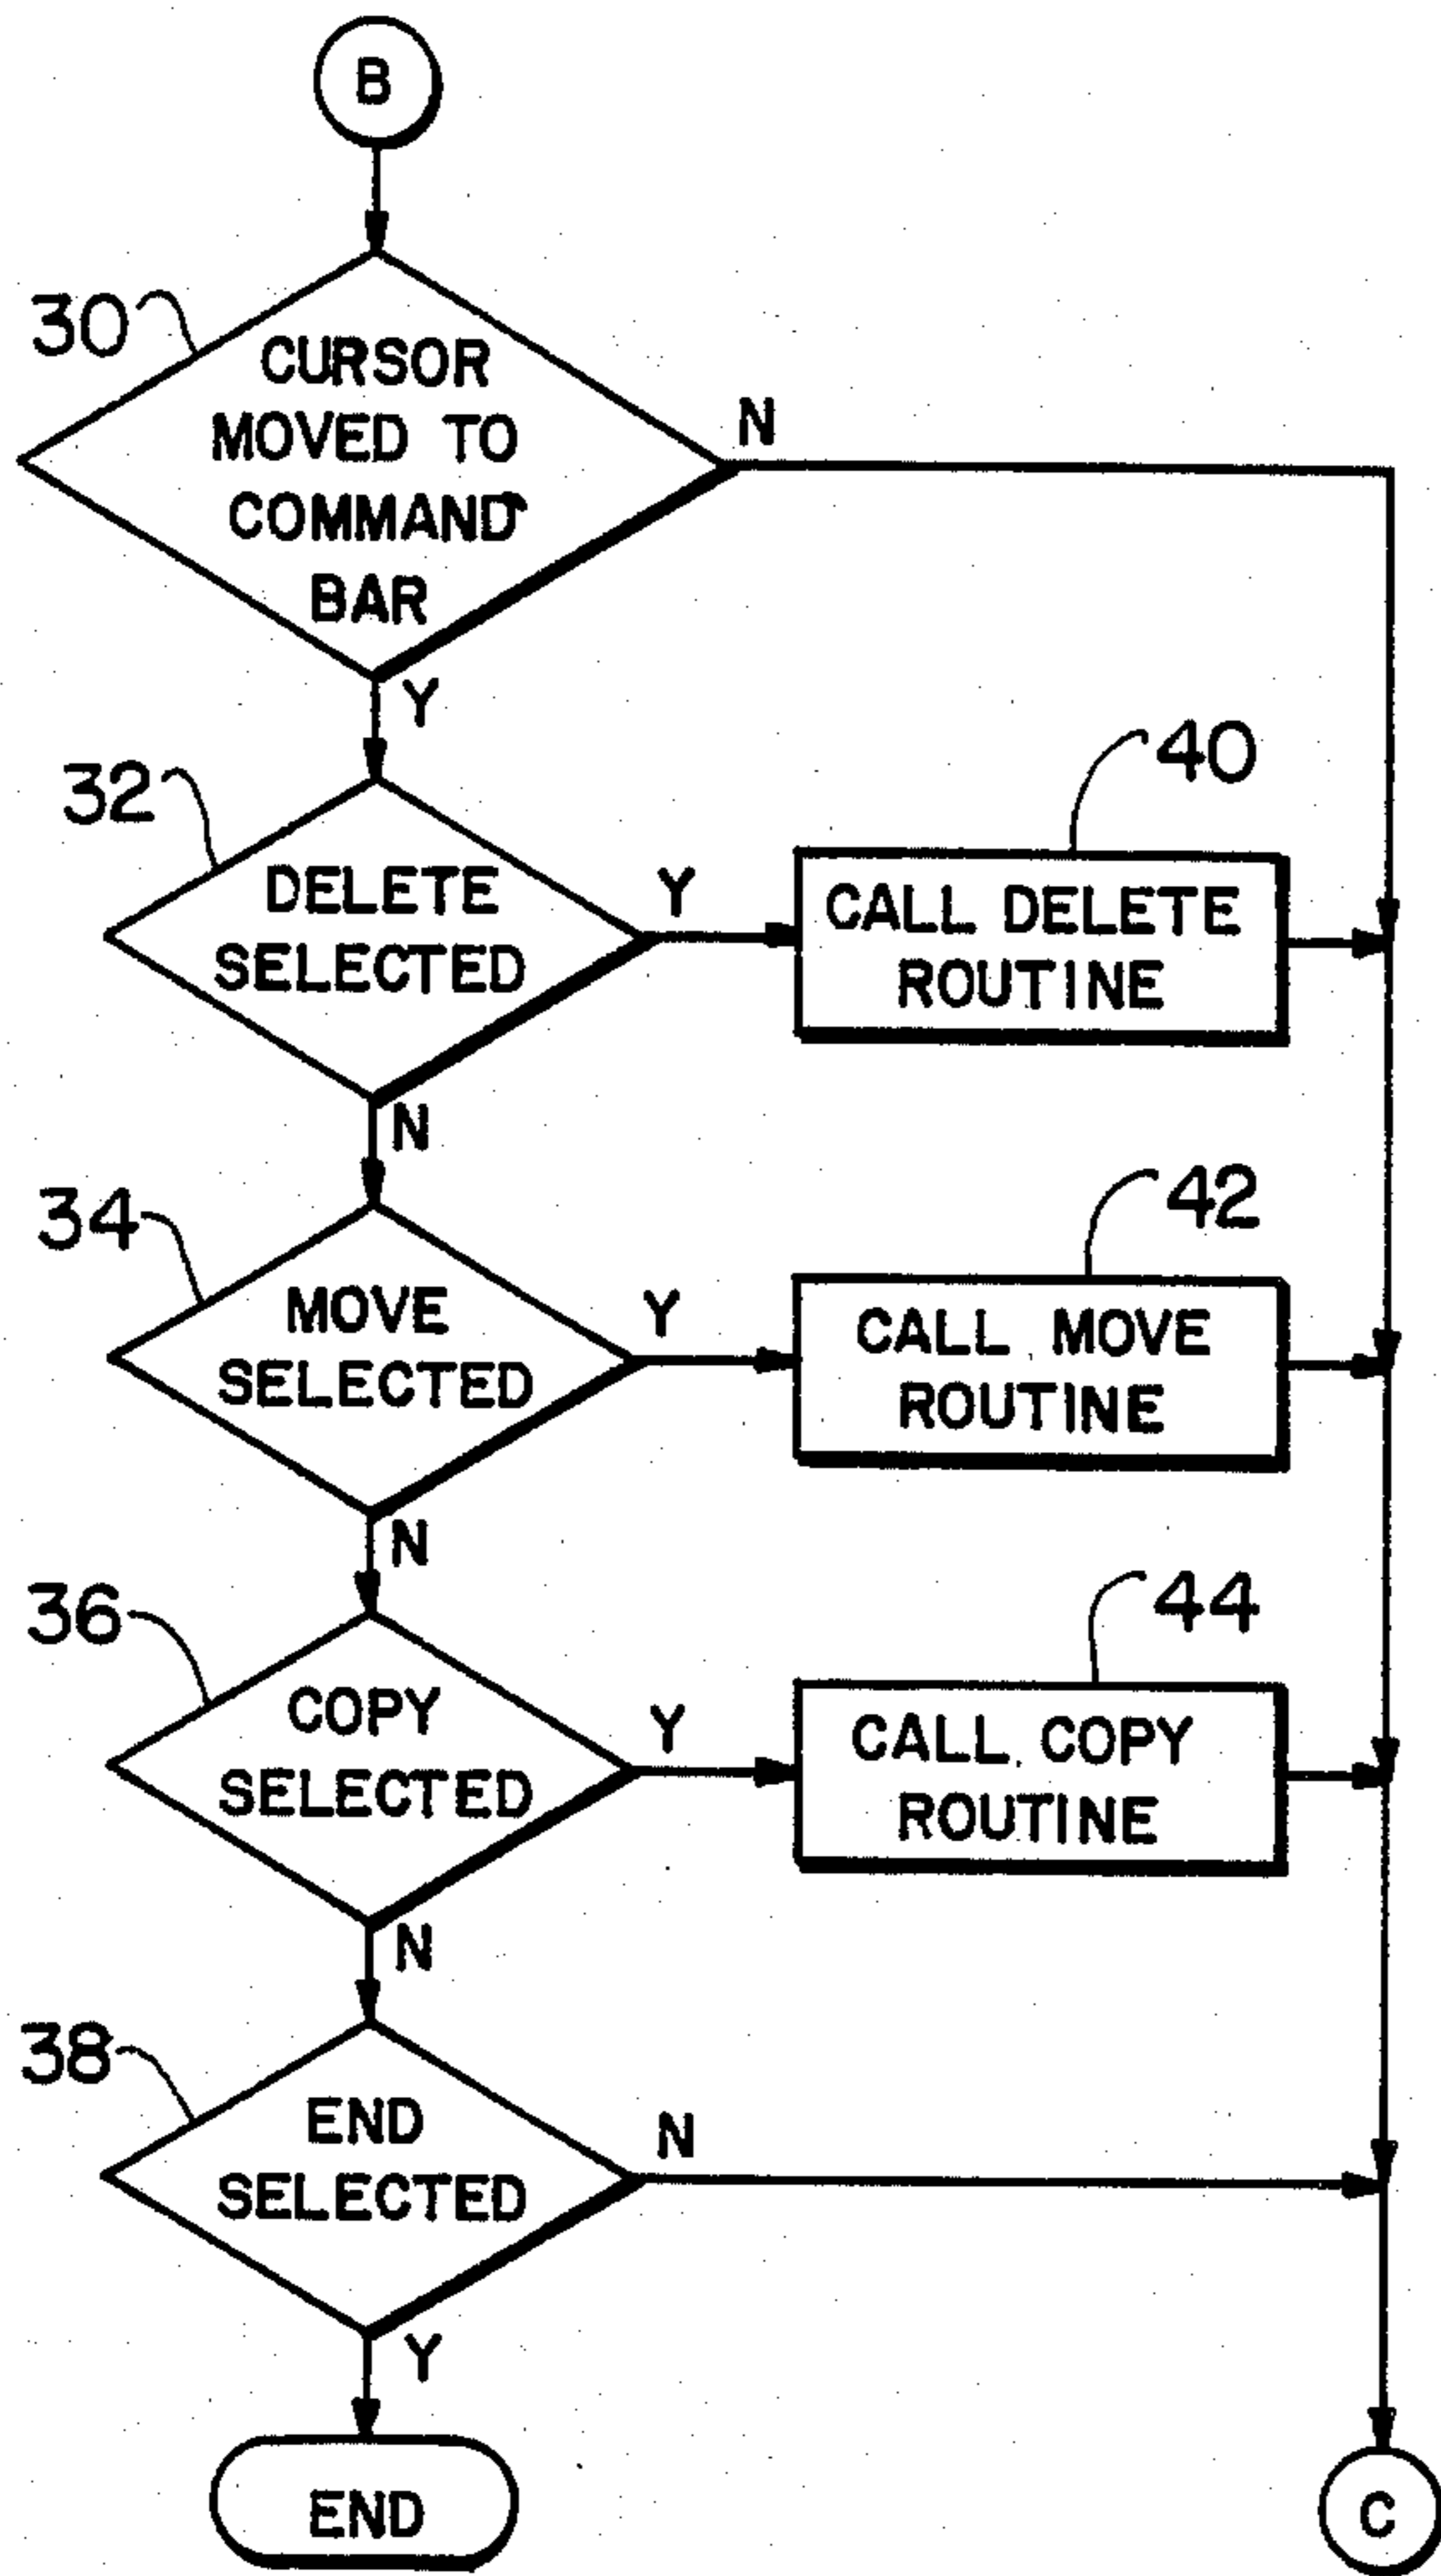 B
30
CURSOR
MOVED TO
COMMAND
BAR
N
Y
32
DELETE
SELECTED
Y
40
CALL DELETE
ROUTINE
N
34
MOVE
SELECTED
Y
42
CALL MOVE
ROUTINE
N
36
COPY
SELECTED
Y
44
CALL COPY
ROUTINE
N
38
END
SELECTED
N
Y
END
C